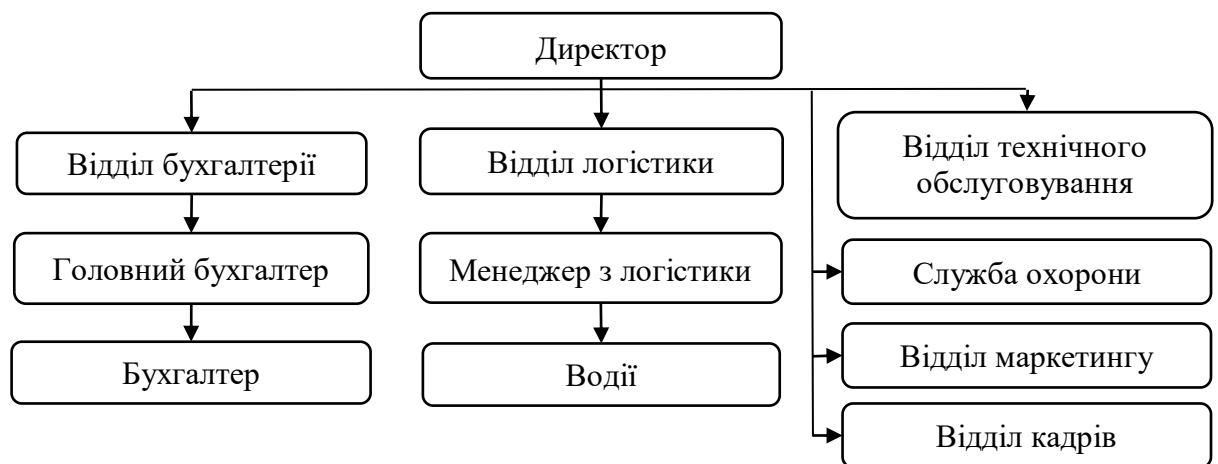 Директор
Відділ бухгалтерії
Відділ логістики
Відділ технічного
обслуговування
Головний бухгалтер
Менеджер з логістики
Служба охорони
Бухгалтер
Водії
Відділ маркетингу
Відділ кадрів